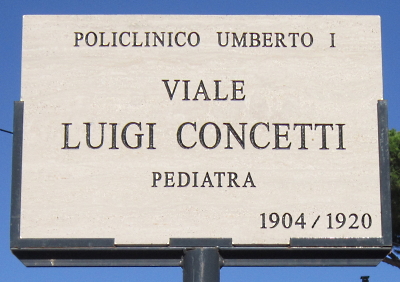 POLICLINICO UMBERTO I
VIALE
LUIGI CONCETTI
PEDIATRA
1904/1920